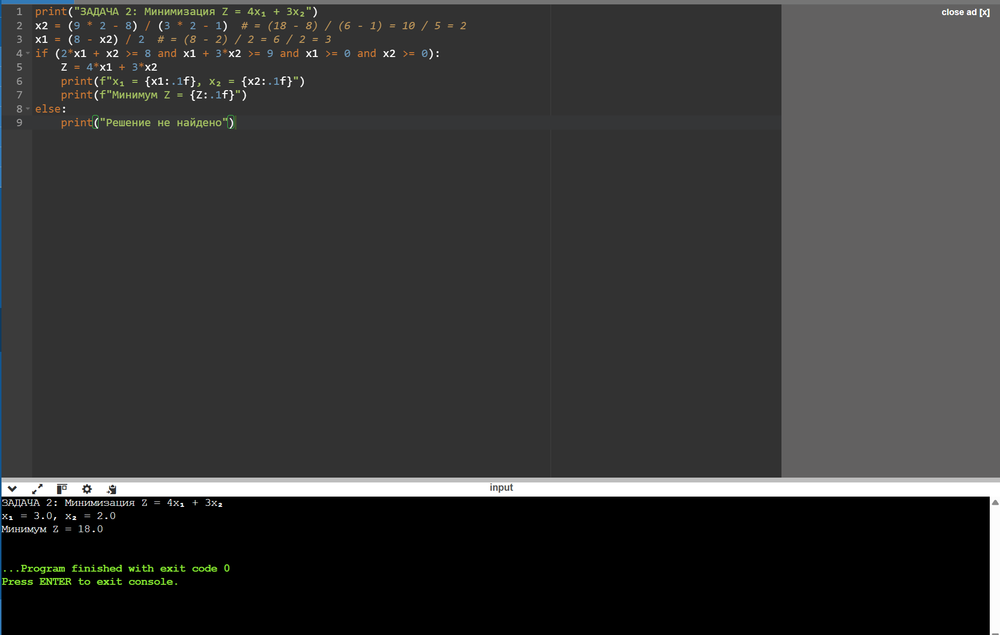 close ad [x]
1 print("ЗАДАЧА 2: Минимизация Z = 4x₁ + 3x₂")
2 x2 = (9 * 2 - 8) / (3 * 2 - 1)  # = (18 - 8) / (6 - 1) = 10 / 5 = 2
3 x1 = (8 - x2) / 2  # = (8 - 2) / 2 = 6 / 2 = 3
4 if (2*x1 + x2 >= 8 and x1 + 3*x2 >= 9 and x1 >= 0 and x2 >= 0):
5     Z = 4*x1 + 3*x2
6     print(f"x₁ = {x1:.1f}, x₂ = {x2:.1f}")
7     print(f"Минимум Z = {Z:.1f}")
8 else:
9     print("Решение не найдено")
input
ЗАДАЧА 2: Минимизация Z = 4x₁ + 3x₂
x₁ = 3.0, x₂ = 2.0
Минимум Z = 18.0
...Program finished with exit code 0
Press ENTER to exit console.